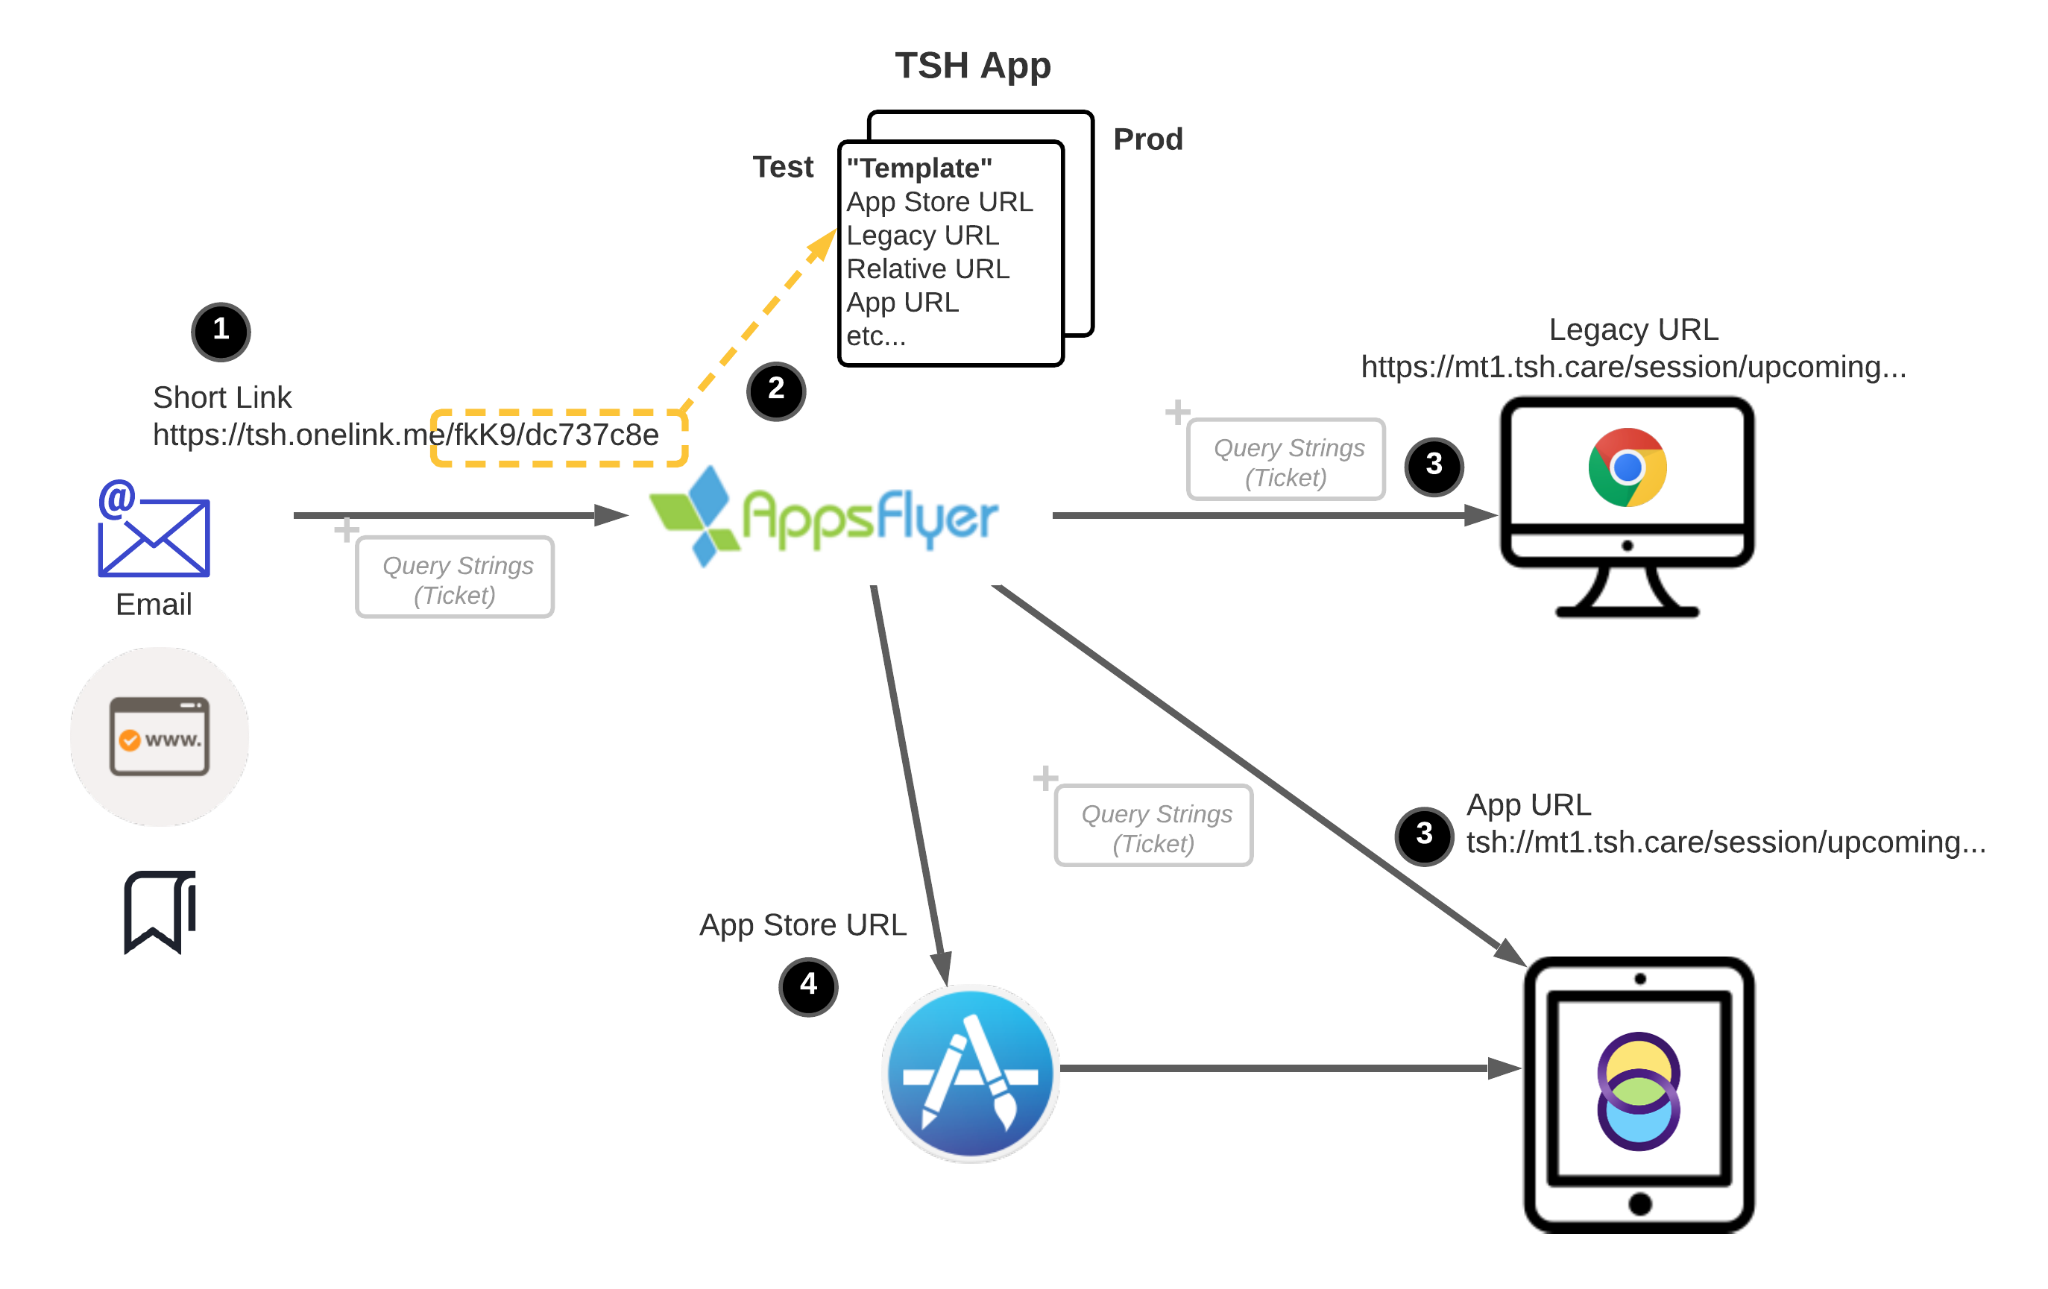 TSH App
Prod
Test
"Template"
App Store URL
Legacy URL
Relative URL
App URL
etc...
1
Short Link
https://tsh.onelink.me/fkK9/dc737c8e
2
Legacy URL
https://mt1.tsh.care/session/upcoming...
+
Query Strings
(Ticket)
3
@
Email
AppsFlyer
+
Query Strings
(Ticket)
www.
+
Query Strings
(Ticket)
3
App URL
tsh://mt1.tsh.care/session/upcoming...
App Store URL
4